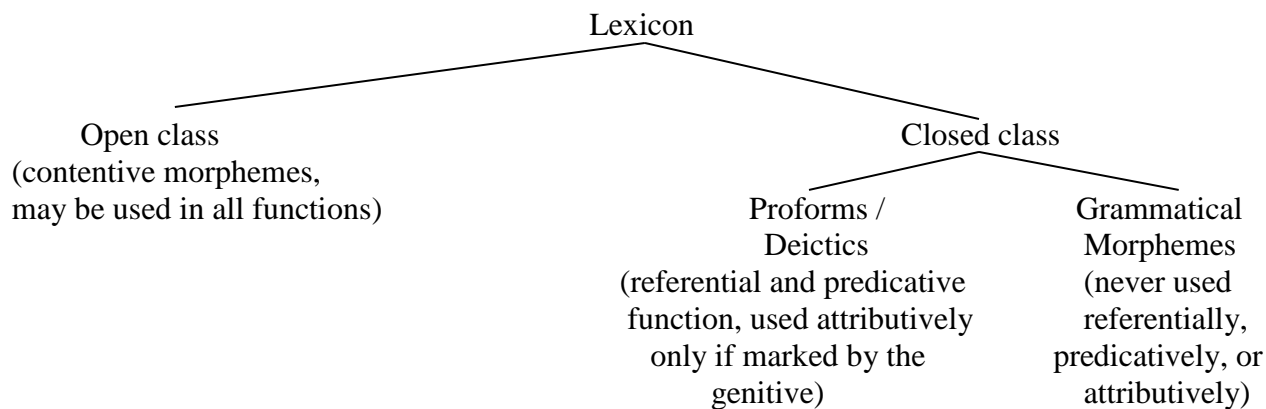 Lexicon
Open class
(contentive morphemes,
may be used in all functions)
Closed class
Proforms /
Deictics
(referential and predicative
function, used attributively
only if marked by the
genitive)
Grammatical
Morphemes
(never used
referentially,
predicatively, or
attributively)